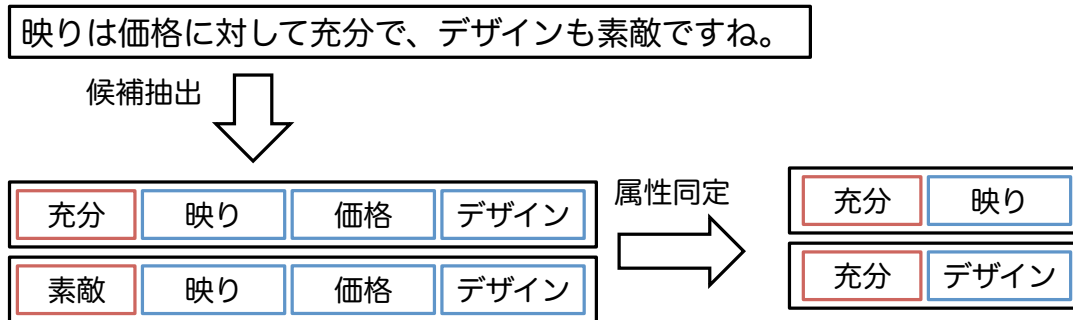 映りは価格に対して充分で、デザインも素敵ですね。
候補抽出
充分 映り 価格 デザイン
素敵 映り 価格 デザイン
属性同定
充分 映り
充分 デザイン